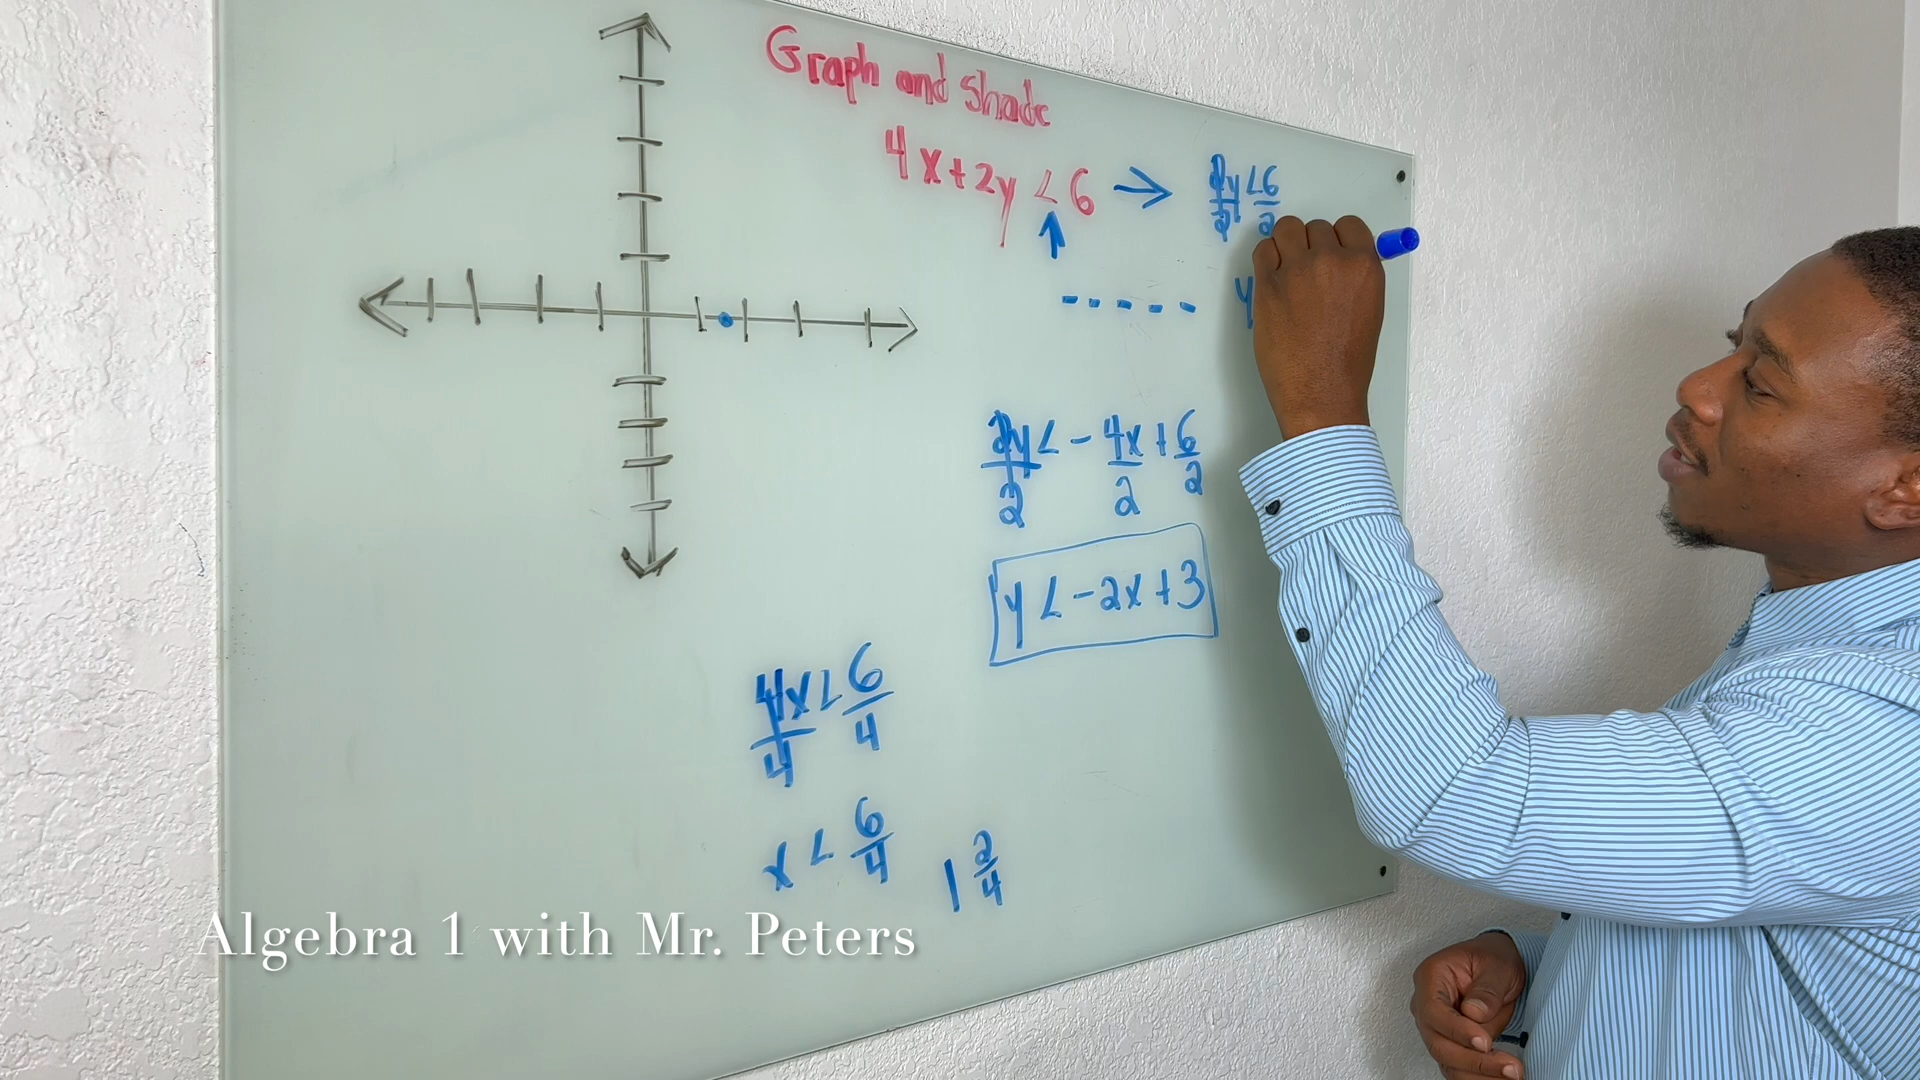 Graph and Shade
4x+2y < 6 → 2y < 6
2 2
- - - - - y
2y < - 4x + 6
2 2 2
y < -2x + 3
4x < 6
4 4
x < 6/4 1 2/4
Algebra 1 with Mr. Peters